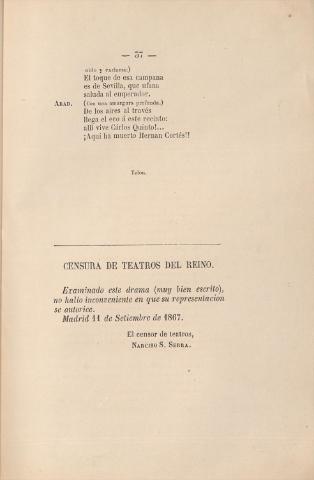 — 57 —
El toque de esa campana
es de Sevilla, que ufana
saluda al emperador.
ABAD. (Con una amargura profunda.)
De los aires al través
llega el eco á este recinto:
allí vive Cárlos Quinto!...
¡Aquí ha muerto Hernan Cortés!!
Telon.
CENSURA DE TEATROS DEL REINO.
Examinado este drama (muy bien escrito),
no hallo inconveniente en que su representacion
se autorice.
Madrid 11 de Setiembre de 1867.
El censor de teatros,
NARCISO S. SERRA.